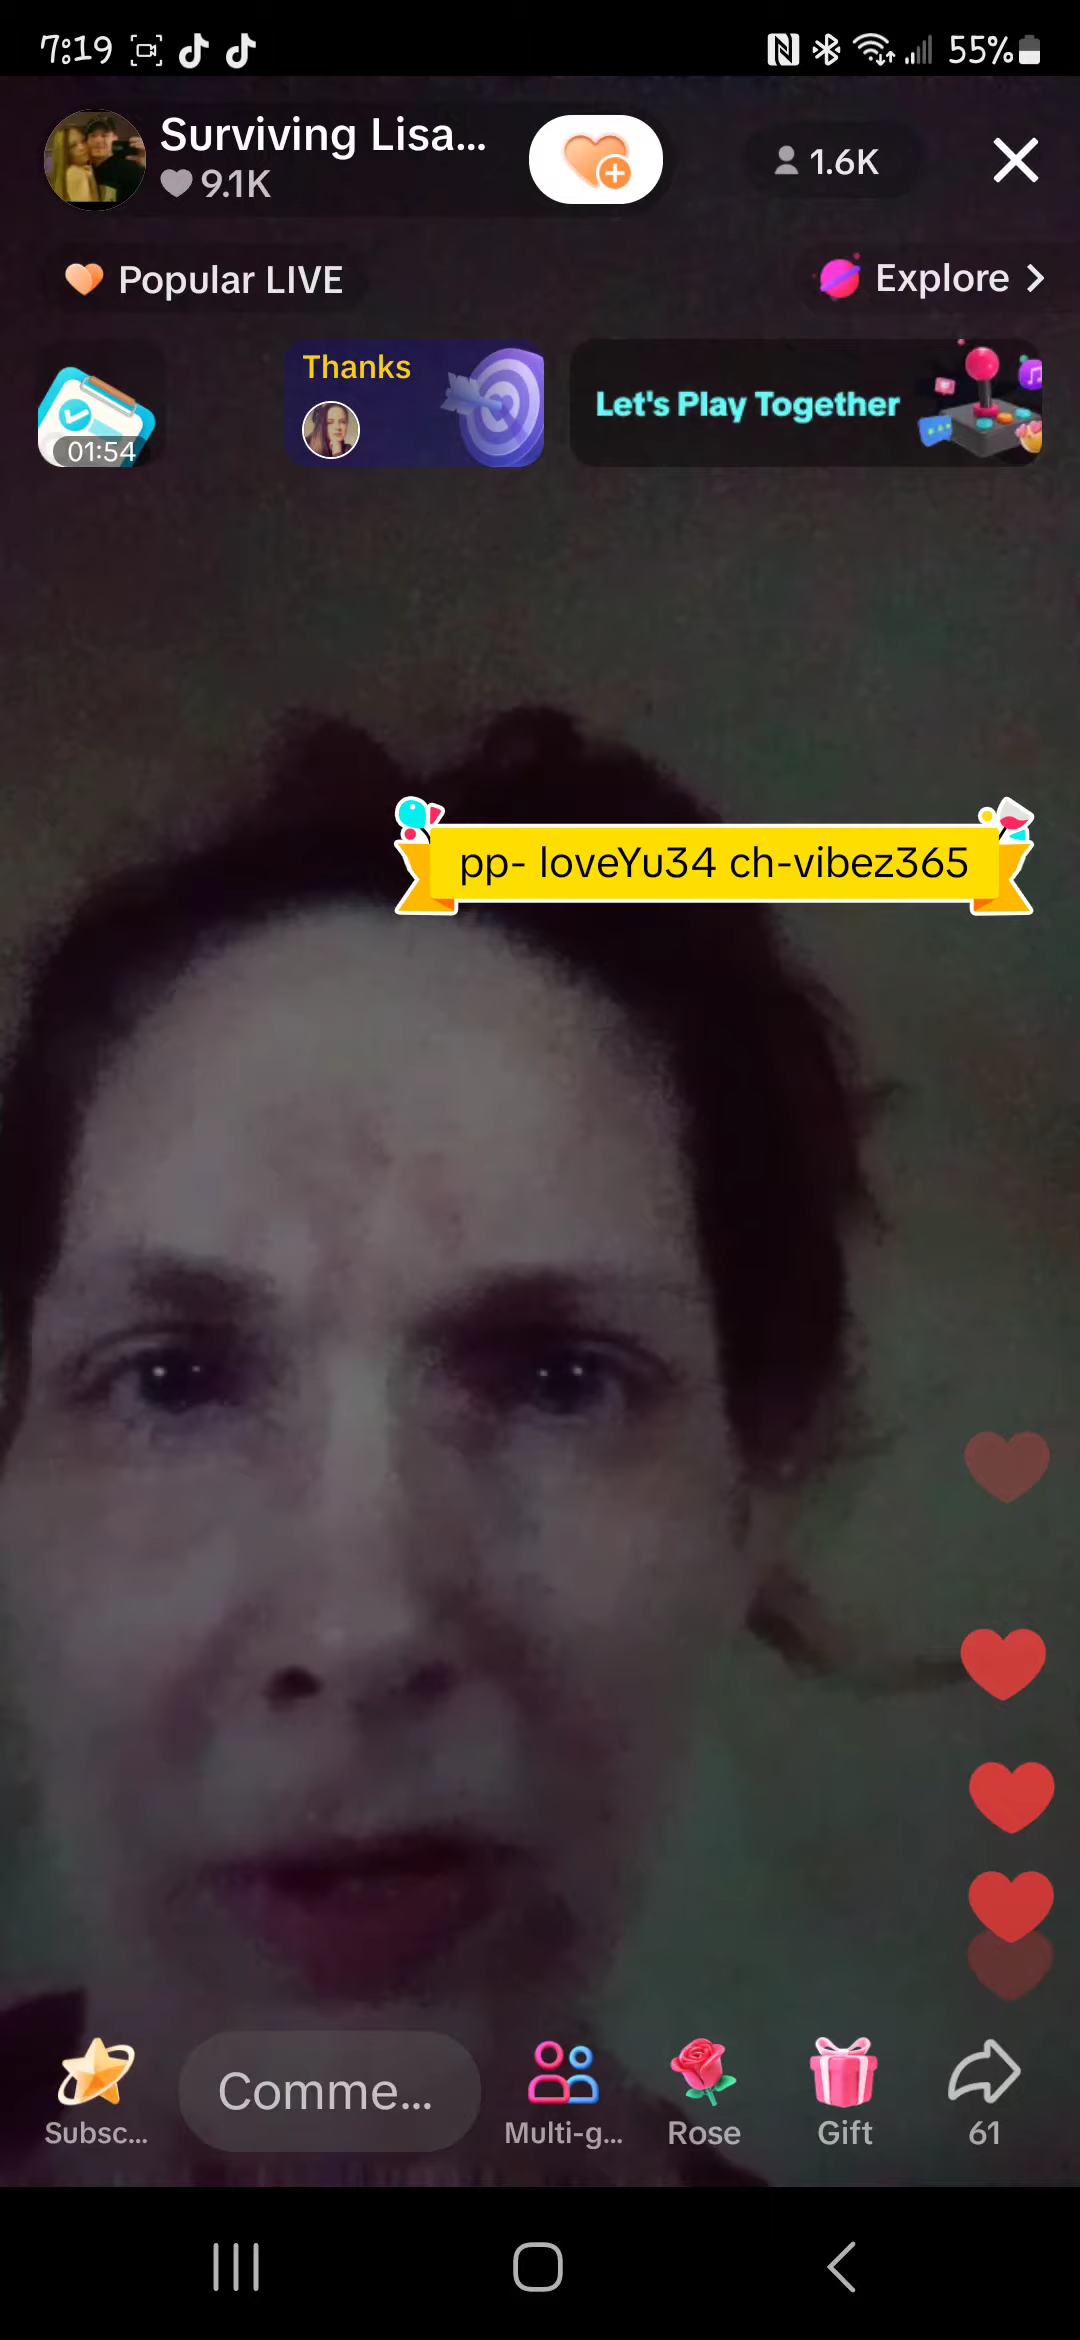 7:19
55%
Surviving Lisa...
9.1K
1.6K
Popular LIVE
Explore
Thanks
01:54
Let's Play Together
pp- loveYu34 ch-vibez365
Subsc...
Comme...
Multi-g...
Rose
Gift
61